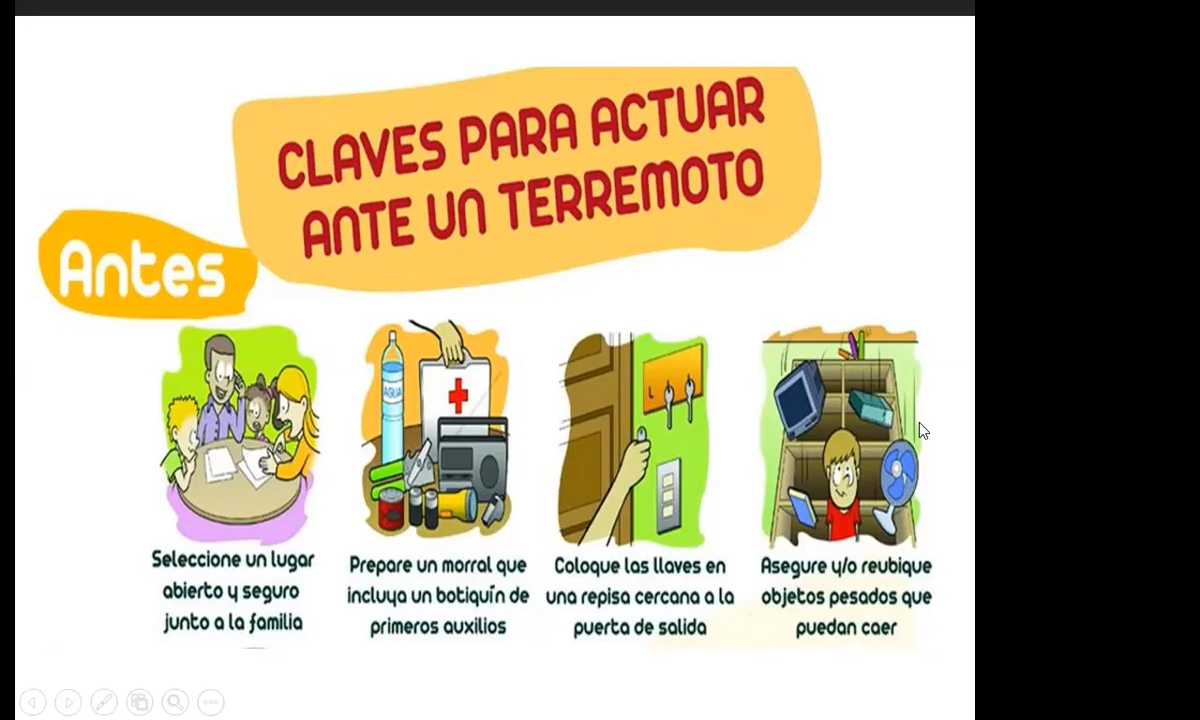 CLAVES PARA ACTUAR
ANTE UN TERREMOTO
Antes
AGUA
Seleccione un lugar
abierto y seguro
junto a la familia
Prepare un morral que
incluya un botiquín de
primeros auxilios
Coloque las llaves en
una repisa cercana a la
puerta de salida
Asegure y/o reubique
objetos pesados que
puedan caer